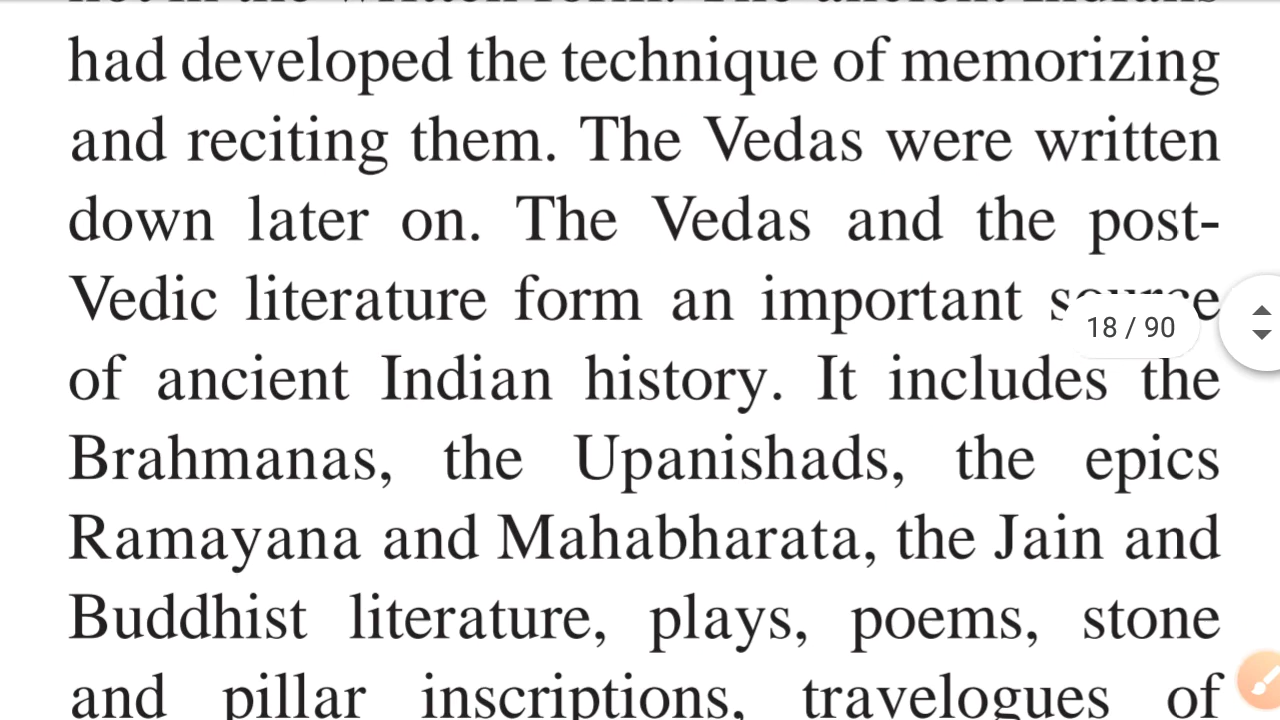 had developed the technique of memorizing
and reciting them. The Vedas were written
down later on. The Vedas and the post-
Vedic literature form an important source
18 / 90
of ancient Indian history. It includes the
Brahmanas, the Upanishads, the epics
Ramayana and Mahabharata, the Jain and
Buddhist literature, plays, poems, stone
and pillar inscriptions, travelogues of